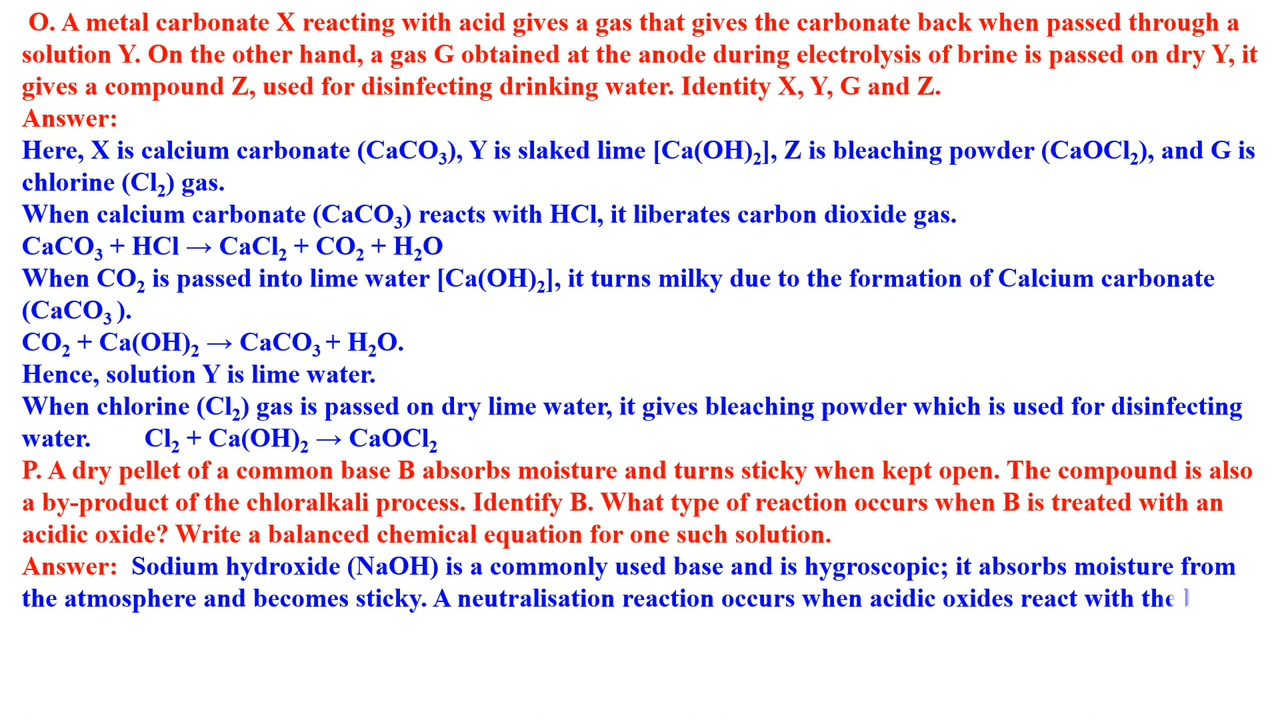 O. A metal carbonate X reacting with acid gives a gas that gives the carbonate back when passed through a
solution Y. On the other hand, a gas G obtained at the anode during electrolysis of brine is passed on dry Y, it
gives a compound Z, used for disinfecting drinking water. Identity X, Y, G and Z.
Answer:
Here, X is calcium carbonate (CaCO₃), Y is slaked lime [Ca(OH)₂], Z is bleaching powder (CaOCl₂), and G is
chlorine (Cl₂) gas.
When calcium carbonate (CaCO₃) reacts with HCl, it liberates carbon dioxide gas.
CaCO₃ + HCl → CaCl₂ + CO₂ + H₂O
When CO₂ is passed into lime water [Ca(OH)₂], it turns milky due to the formation of Calcium carbonate
(CaCO₃ ).
CO₂ + Ca(OH)₂ → CaCO₃ + H₂O.
Hence, solution Y is lime water.
When chlorine (Cl₂) gas is passed on dry lime water, it gives bleaching powder which is used for disinfecting
water. Cl₂ + Ca(OH)₂ → CaOCl₂
P. A dry pellet of a common base B absorbs moisture and turns sticky when kept open. The compound is also
a by-product of the chloralkali process. Identify B. What type of reaction occurs when B is treated with an
acidic oxide? Write a balanced chemical equation for one such solution.
Answer: Sodium hydroxide (NaOH) is a commonly used base and is hygroscopic; it absorbs moisture from
the atmosphere and becomes sticky. A neutralisation reaction occurs when acidic oxides react with the